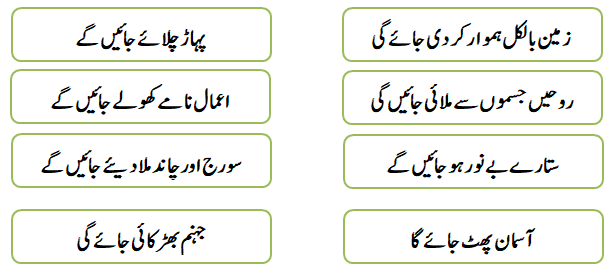 زمین بالکل ہموار کر دی جائے گی
پہاڑ چلائے جائیں گے
روحیں جسموں سے ملائی جائیں گی
اعمال نامے کھولے جائیں گے
ستارے بے نور ہو جائیں گے
سورج اور چاند ملا دیئے جائیں گے
آسمان پھٹ جائے گا
جہنم بھڑکائی جائے گی